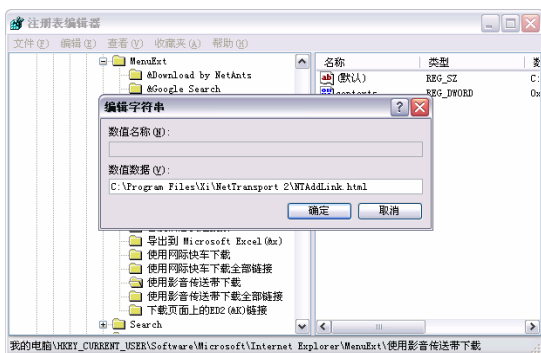 注册表编辑器
文件(F) 编辑(E) 查看(V) 收藏夹(A) 帮助(H)
MenuExt
&Download by NetAnts
&Google Search
名称 类型 数
ab (默认) REG_SZ C:
contexts REG_DWORD 0x
编辑字符串
数值名称(N):
数值数据(V):
C:\Program Files\Xi\NetTransport 2\NTAddLink.html
确定 取消
导出到 Microsoft Excel(&x)
使用网际快车下载
使用网际快车下载全部链接
使用影音传送带下载
使用影音传送带下载全部链接
下载页面上的ED2(&K)链接
Search
我的电脑\HKEY_CURRENT_USER\Software\Microsoft\Internet Explorer\MenuExt\使用影音传送带下载